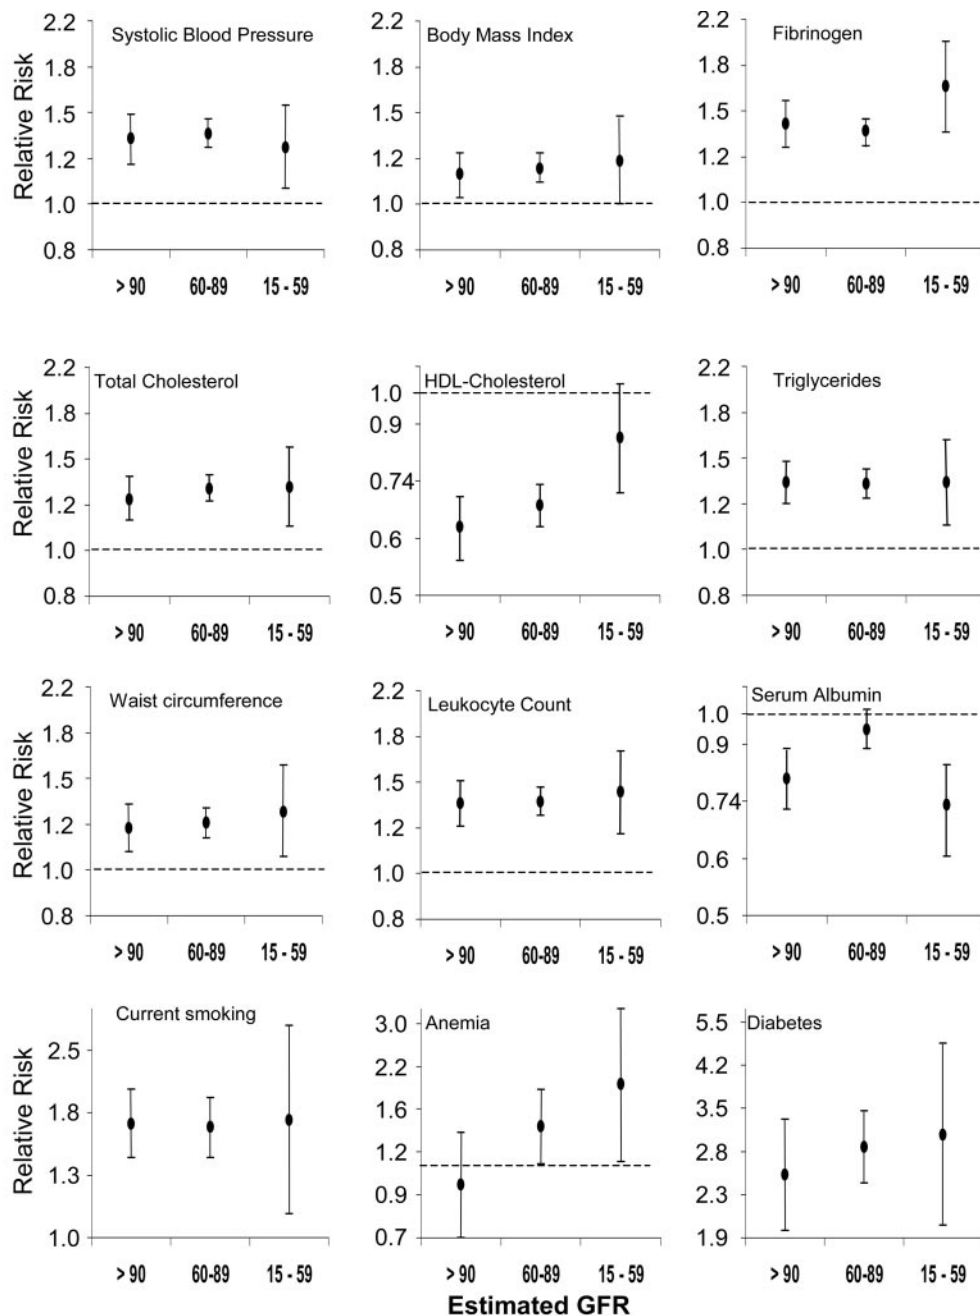 Systolic Blood Pressure
Relative Risk
2.2
1.8
1.5
1.2
1.0
0.8
> 90 60-89 15 - 59
Body Mass Index
2.2
1.8
1.5
1.2
1.0
0.8
> 90 60-89 15 - 59
Fibrinogen
2.2
1.8
1.5
1.2
1.0
0.8
> 90 60-89 15 - 59
Total Cholesterol
Relative Risk
2.2
1.8
1.5
1.2
1.0
0.8
> 90 60-89 15 - 59
HDL-Cholesterol
1.0
0.9
0.74
0.6
0.5
> 90 60-89 15 - 59
Triglycerides
2.2
1.8
1.5
1.2
1.0
0.8
> 90 60-89 15 - 59
Waist circumference
Relative Risk
2.2
1.8
1.5
1.2
1.0
0.8
> 90 60-89 15 - 59
Leukocyte Count
2.2
1.8
1.5
1.2
1.0
0.8
> 90 60-89 15 - 59
Serum Albumin
1.0
0.9
0.74
0.6
0.5
> 90 60-89 15 - 59
Current smoking
Relative Risk
2.5
1.8
1.3
1.0
> 90 60-89 15 - 59
Anemia
3.0
2.2
1.6
1.2
0.9
0.7
> 90 60-89 15 - 59
Diabetes
5.5
4.2
3.5
2.8
2.3
1.9
> 90 60-89 15 - 59
Estimated GFR